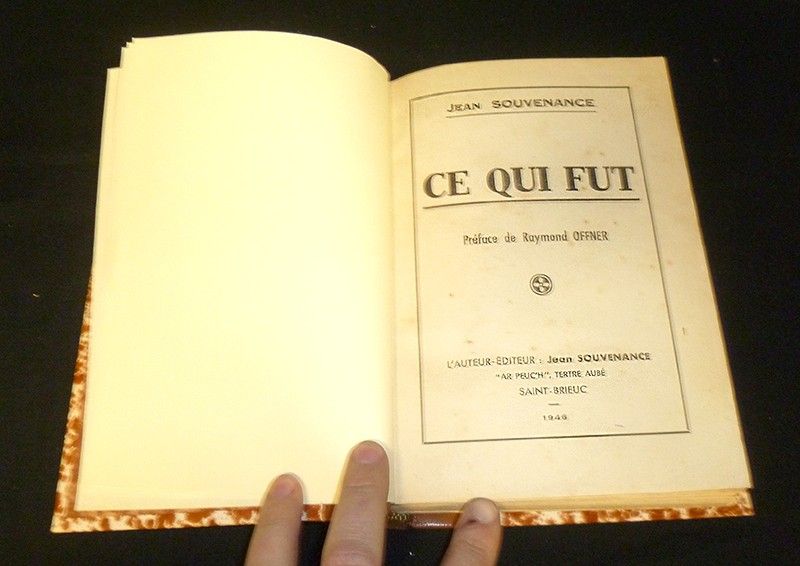 Jean SOUVENANCE
CE QUI FUT
Préface de Raymond OFFNER
L'AUTEUR-ÉDITEUR : Jean SOUVENANCE
"AR PEUC'H", TERTRE AUBÉ
SAINT-BRIEUC
1946